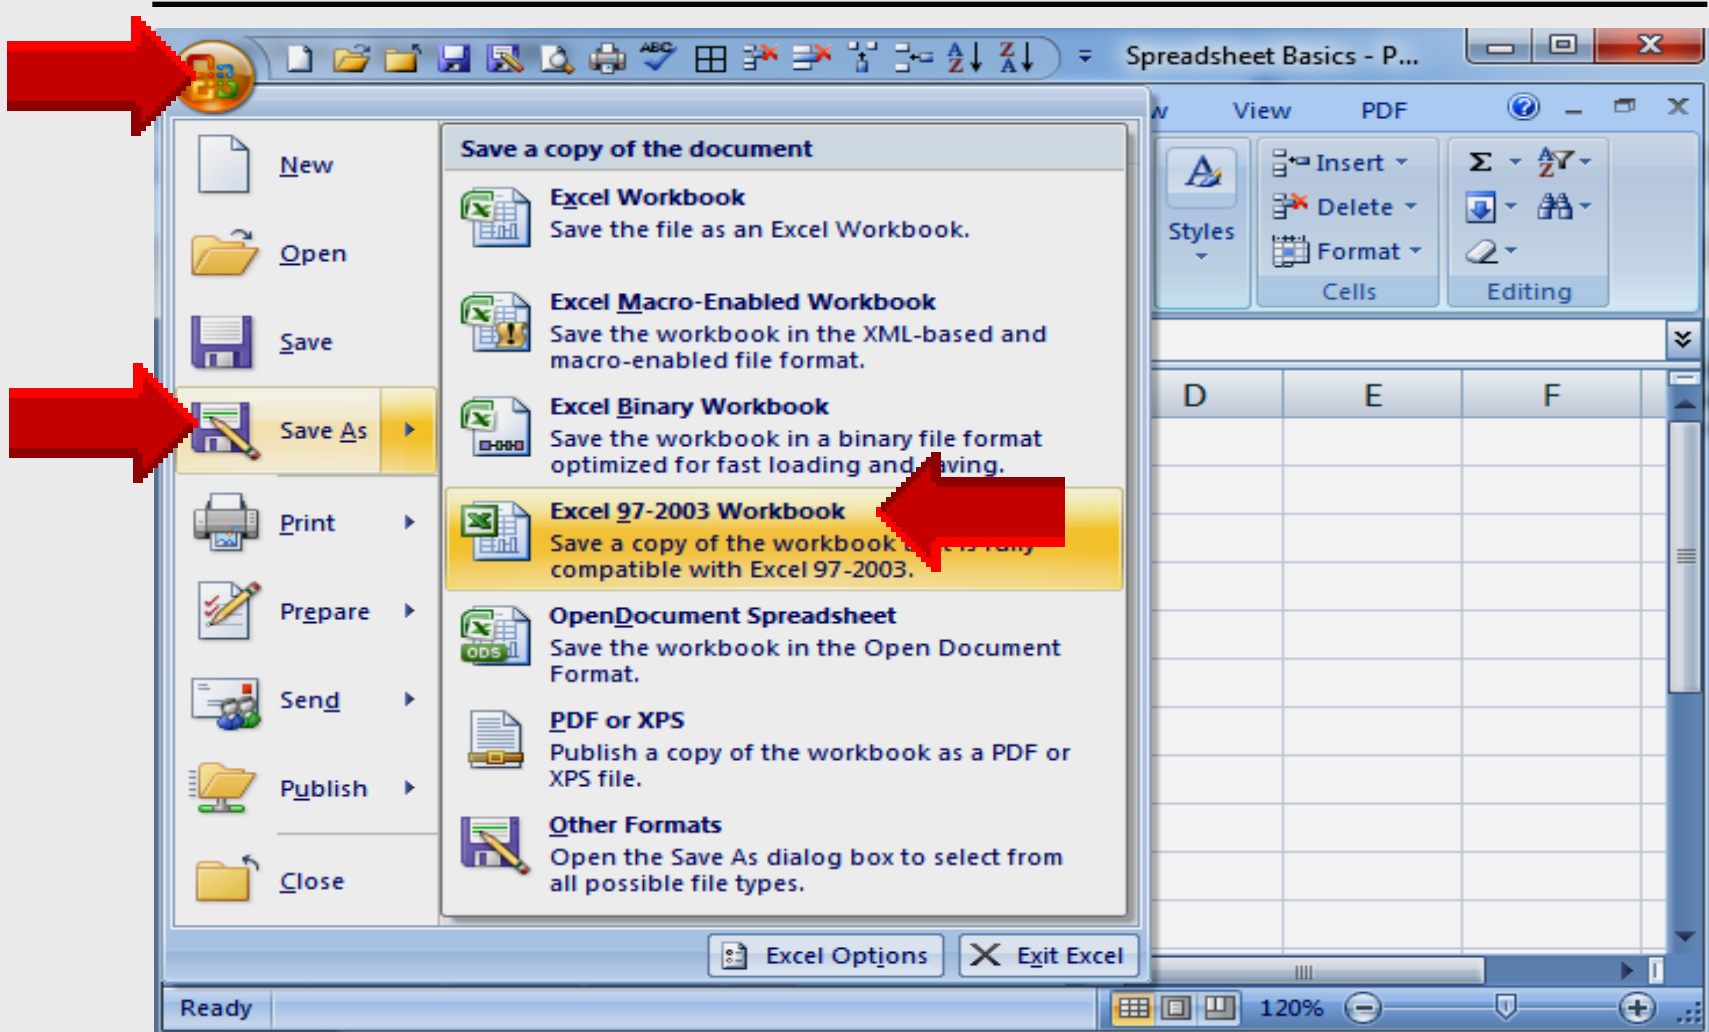 ABC
A
Z
Z
A
Spreadsheet Basics - P...
View
PDF
New
Open
Save
Save As
Print
Prepare
Send
Publish
Close
Save a copy of the document
Excel Workbook
Save the file as an Excel Workbook.
Excel Macro-Enabled Workbook
Save the workbook in the XML-based and
macro-enabled file format.
Excel Binary Workbook
Save the workbook in a binary file format
optimized for fast loading and
Excel 97-2003 Workbook
Save a copy of the workbook is
compatible with Excel 97-2003.
OpenDocument Spreadsheet
ODS
Save the workbook in the Open Document
Format.
PDF or XPS
Publish a copy of the workbook as a PDF or
XPS file.
Other Formats
Open the Save As dialog box to select from
all possible file types.
Excel Options
Exit Excel
Styles
Insert
Delete
Format
Cells
Σ
Editing
D E F
Ready
120%